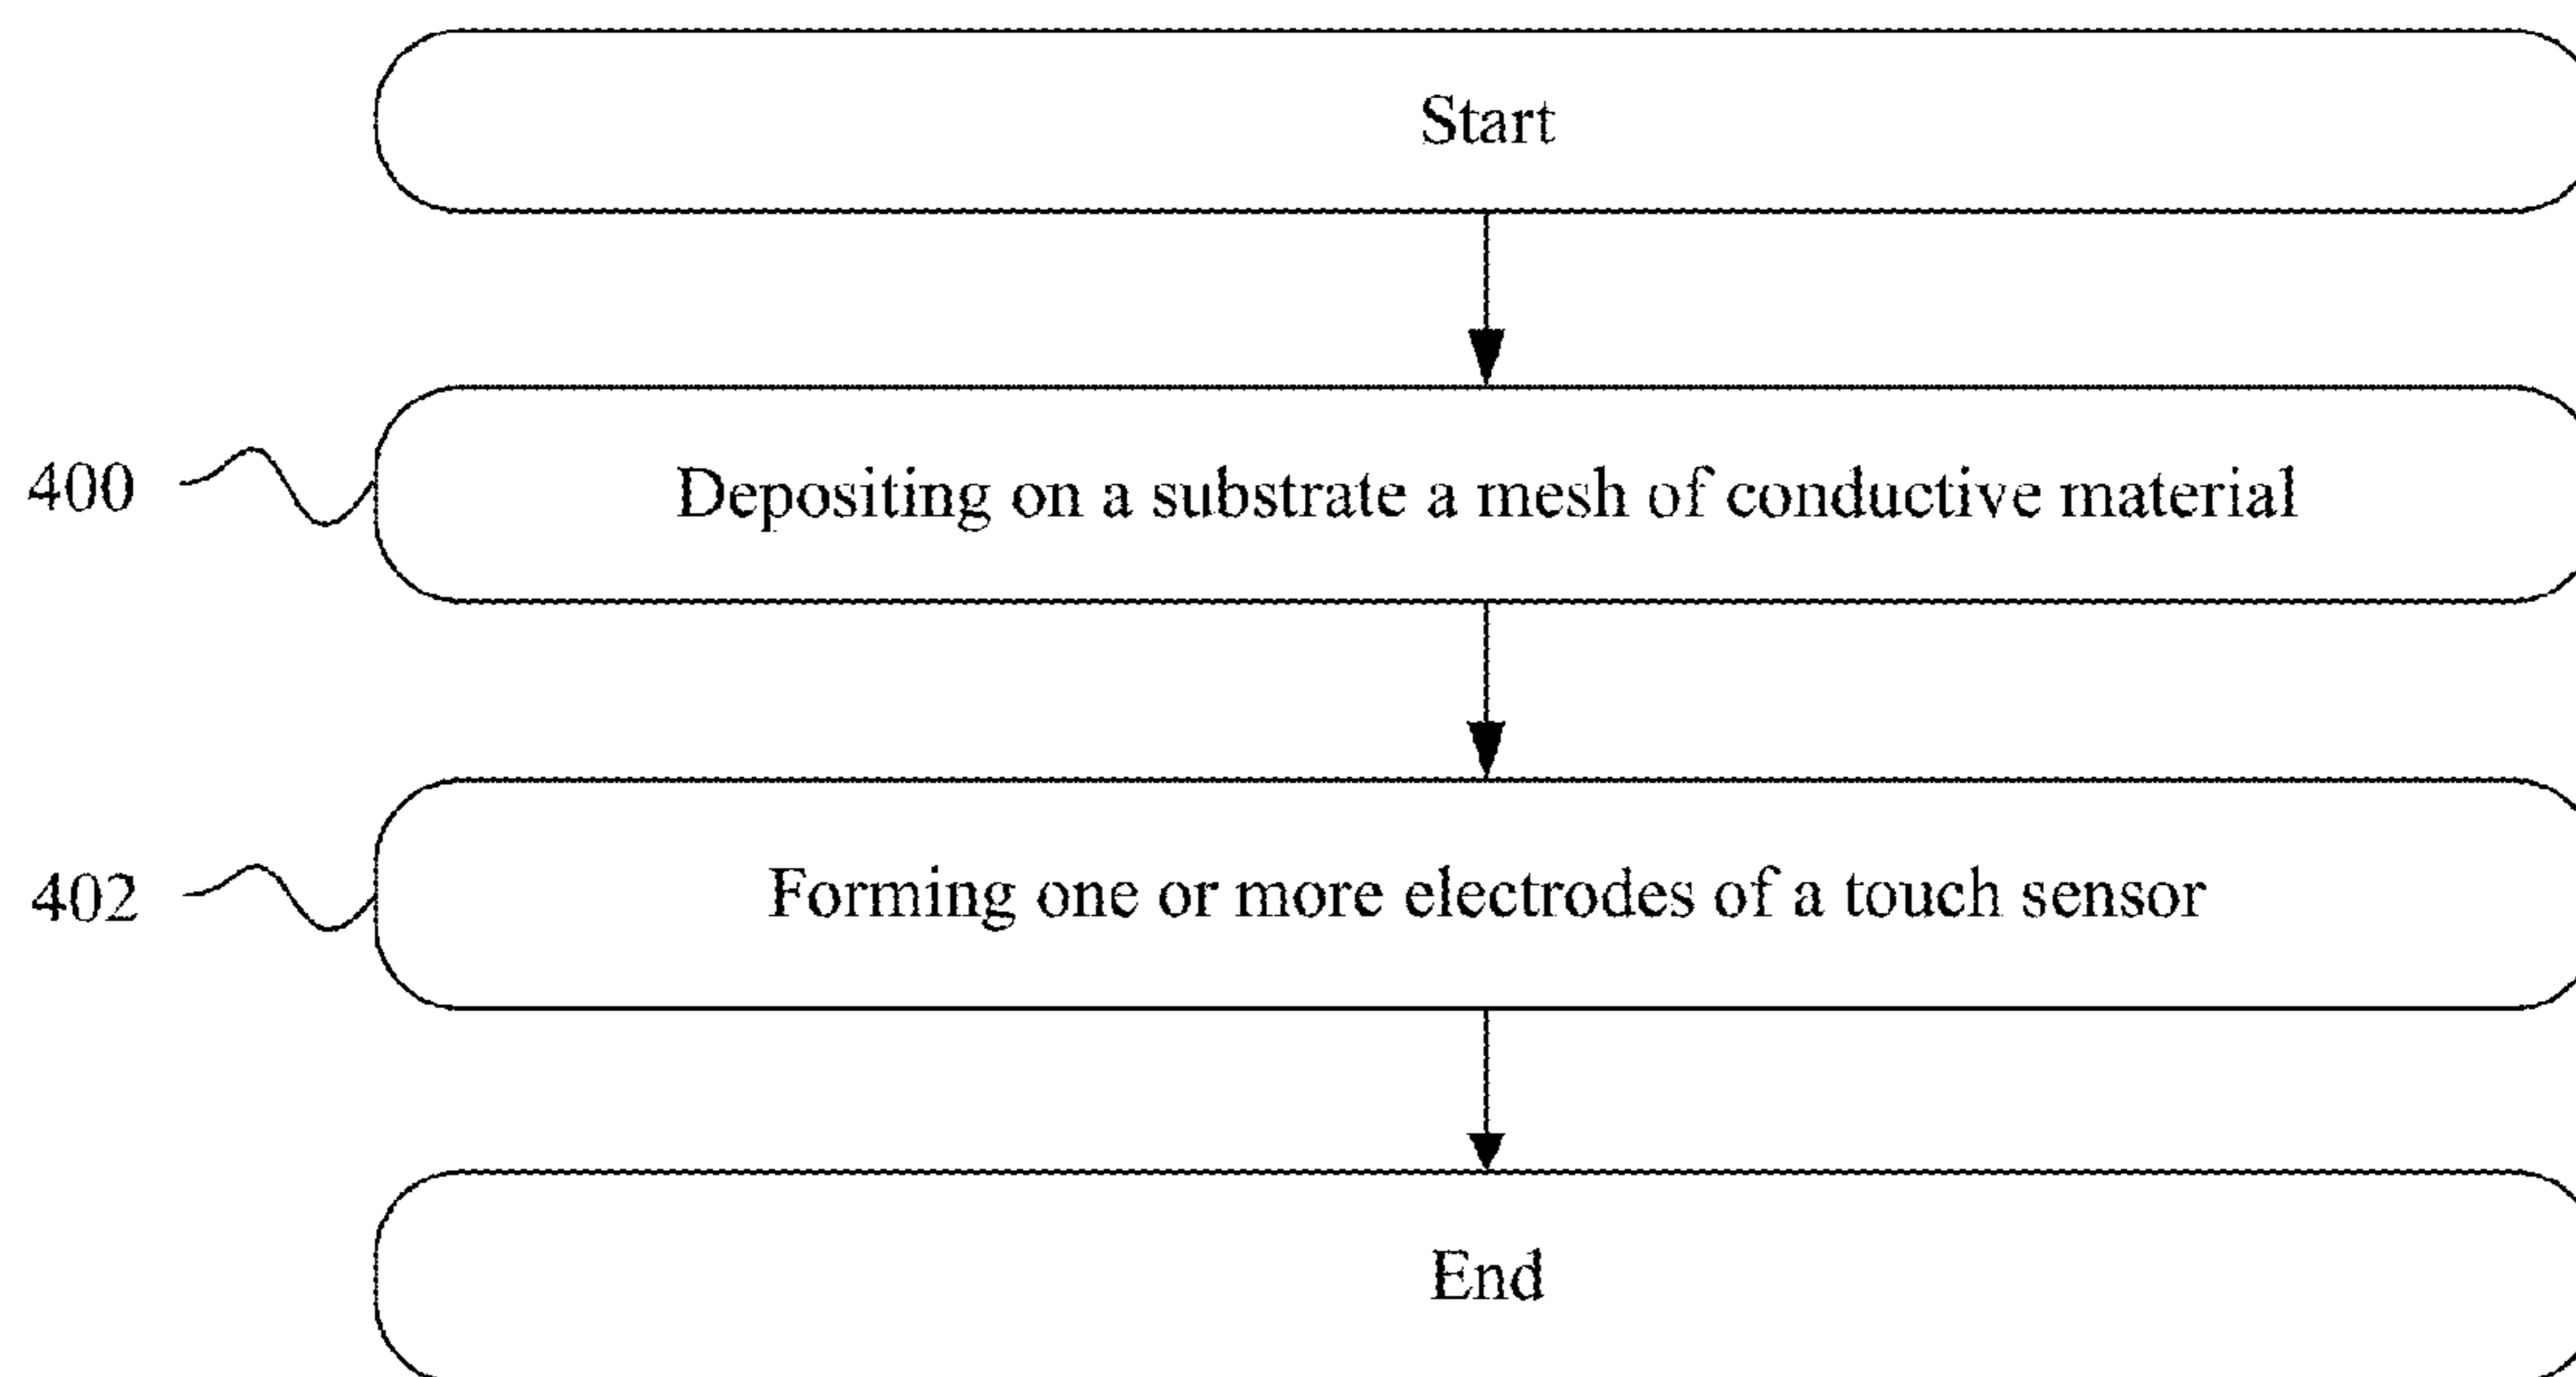 Start
400
Depositing on a substrate a mesh of conductive material
402
Forming one or more electrodes of a touch sensor
End